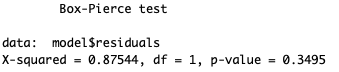 Box-Pierce test
data:  model$residuals
X-squared = 0.87544, df = 1, p-value = 0.3495